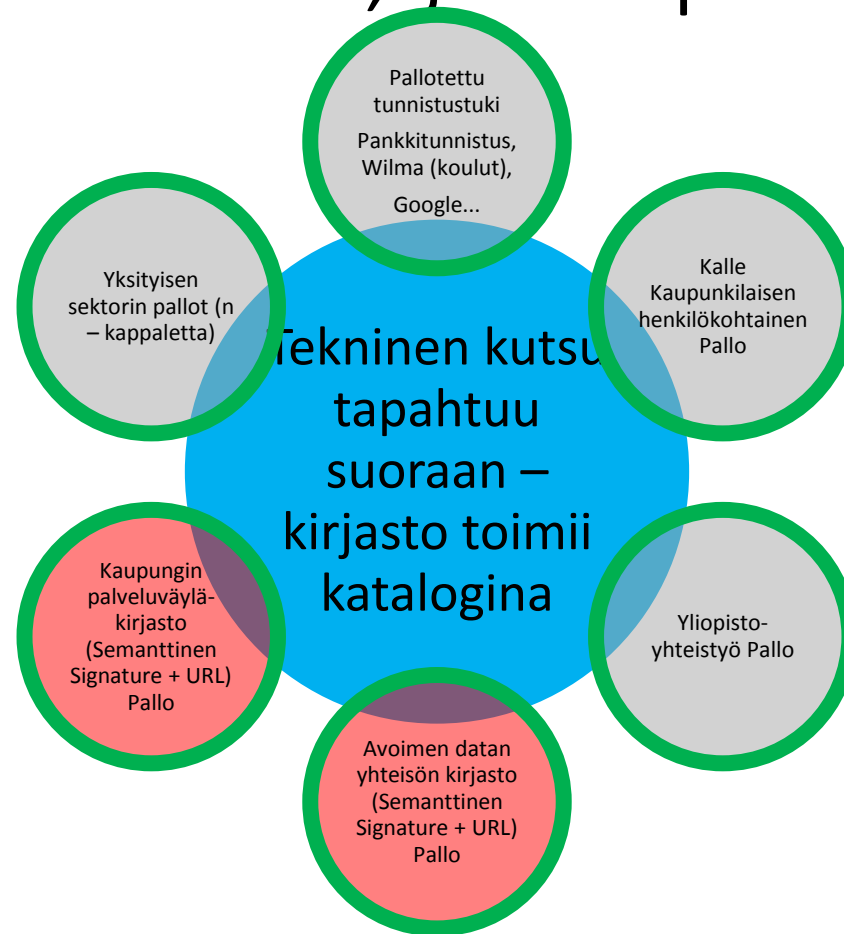 Pallotettu
tunnistustuki
Pankkitunnistus,
Wilma (koulut),
Google...
Yksityisen
sektorin pallot (n
– kappaletta)
Kalle
Kaupunkilaisen
henkilökohtainen
Pallo
Tekninen kutsu
tapahtuu
suoraan –
kirjasto toimii
katalogina
Kaupungin
palveluväylä-
kirjasto
(Semanttinen
Signature + URL)
Pallo
Yliopisto-
yhteistyö Pallo
Avoimen datan
yhteisön kirjasto
(Semanttinen
Signature + URL)
Pallo